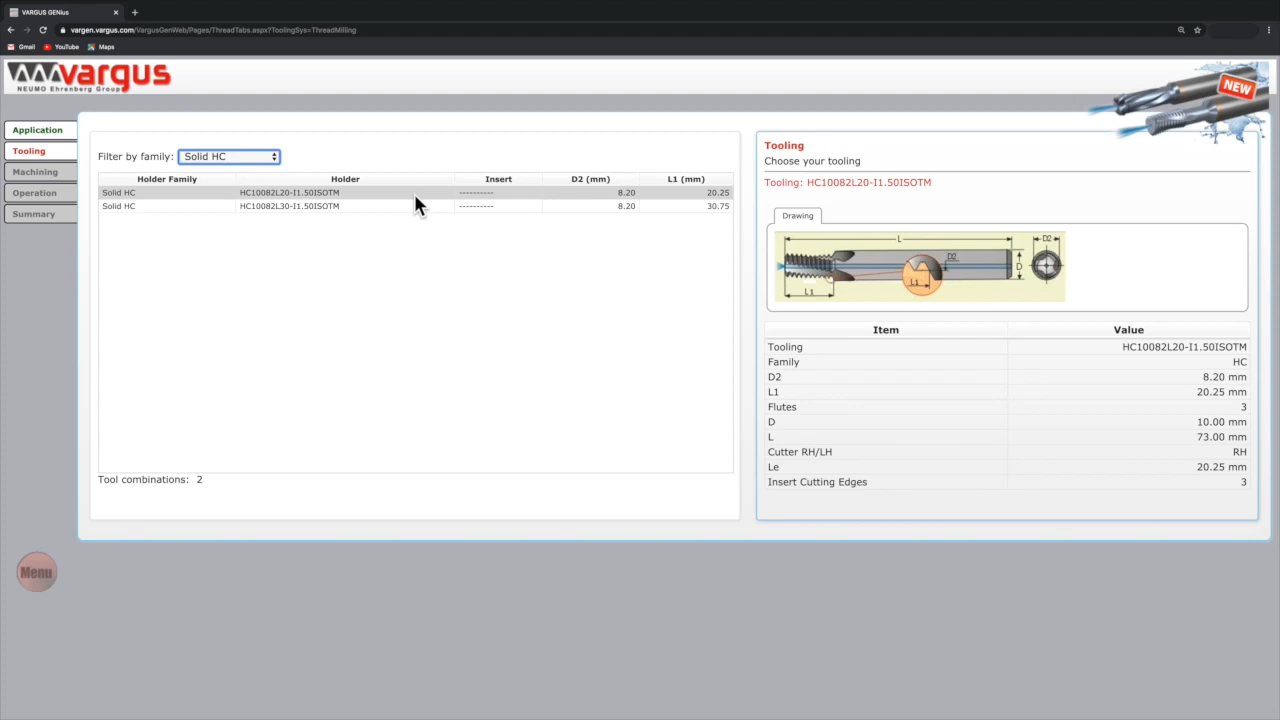 VARGUS GENius
vargen.vargus.com/VargusGenWeb/Pages/ThreadTabs.aspx?ToolingSys=ThreadMilling
Gmail YouTube Maps
vargus
NEUMO Ehrenberg Group
NEW
Application
Tooling
Machining
Operation
Summary
Menu
Filter by family: Solid HC
Holder Family Holder Insert D2 (mm) L1 (mm)
Solid HC HC10082L20-I1.50ISOTM ---------- 8.20 20.25
Solid HC HC10082L30-I1.50ISOTM ---------- 8.20 30.75
Tool combinations: 2
Tooling
Choose your tooling
Tooling: HC10082L20-I1.50ISOTM
Drawing
L D2
D2
D
L1
L1
Item Value
Tooling HC10082L20-I1.50ISOTM
Family HC
D2 8.20 mm
L1 20.25 mm
Flutes 3
D 10.00 mm
L 73.00 mm
Cutter RH/LH RH
Le 20.25 mm
Insert Cutting Edges 3